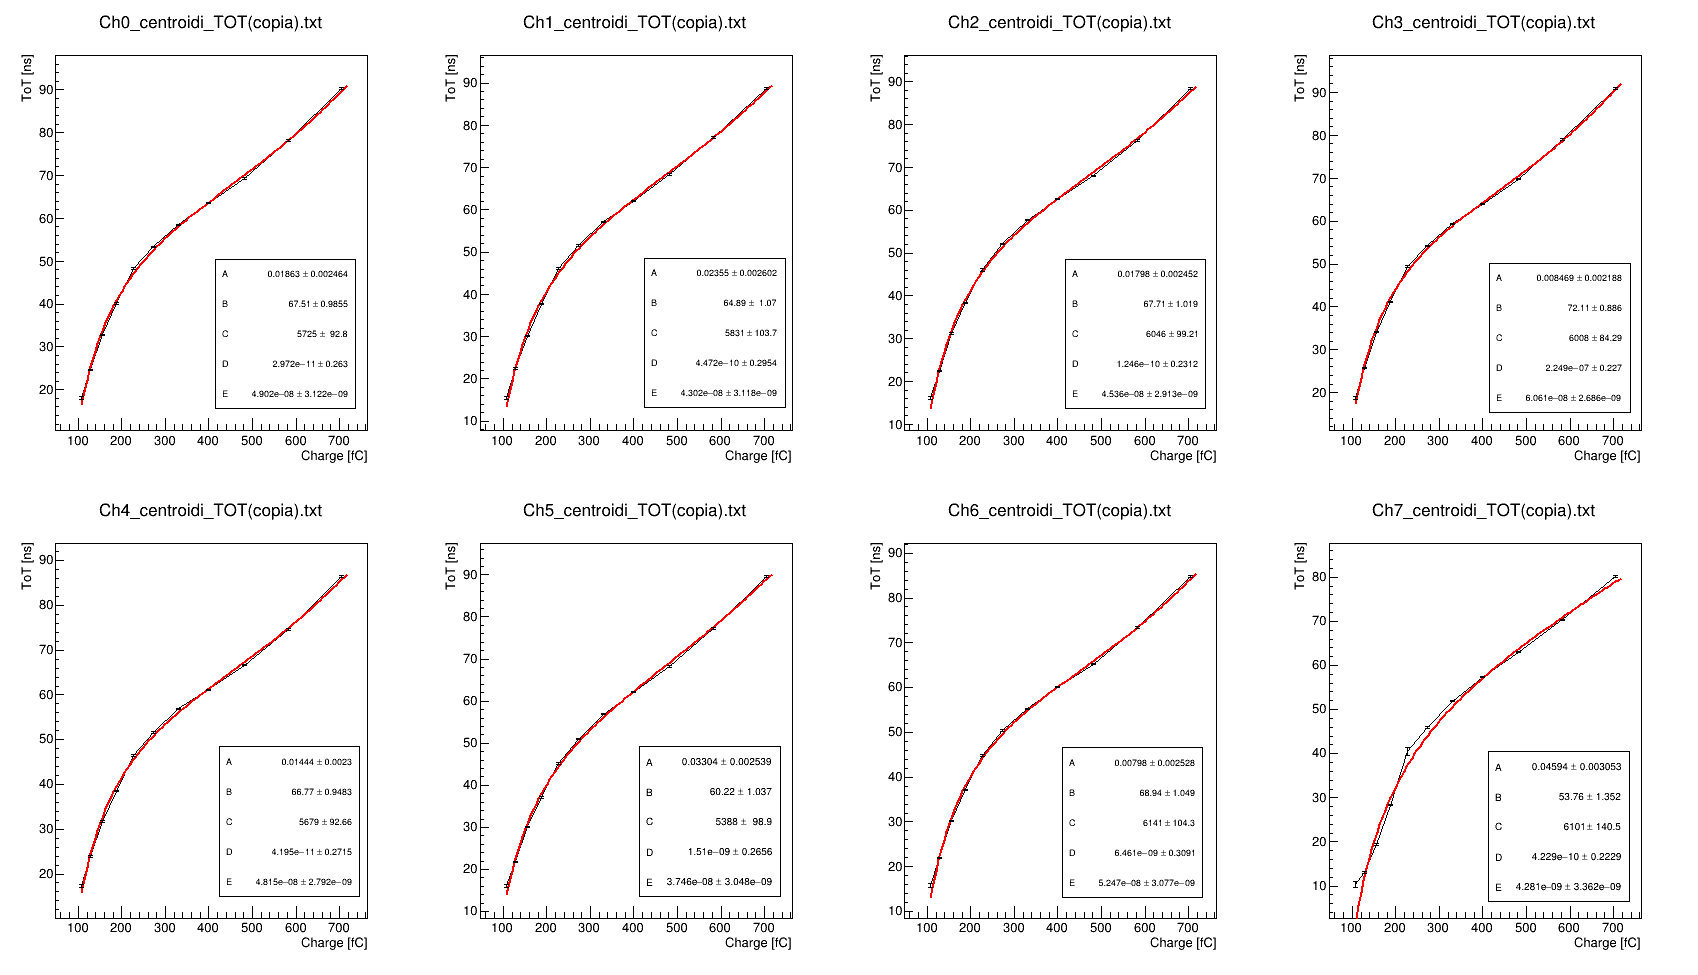 Ch0_centroidi_TOT(copia).txt
ToT [ns]
90
80
70
60
50
40
30
20
A 0.01863 ± 0.002464
B 67.51 ± 0.9855
C 5725 ± 92.8
D 2.972e−11 ± 0.263
E 4.902e−08 ± 3.122e−09
100 200 300 400 500 600 700
Charge [fC]
Ch1_centroidi_TOT(copia).txt
ToT [ns]
90
80
70
60
50
40
30
20
10
A 0.02355 ± 0.002602
B 64.89 ± 1.07
C 5831 ± 103.7
D 4.472e−10 ± 0.2954
E 4.302e−08 ± 3.118e−09
100 200 300 400 500 600 700
Charge [fC]
Ch2_centroidi_TOT(copia).txt
ToT [ns]
90
80
70
60
50
40
30
20
10
A 0.01798 ± 0.002452
B 67.71 ± 1.019
C 6046 ± 99.21
D 1.246e−10 ± 0.2312
E 4.536e−08 ± 2.913e−09
100 200 300 400 500 600 700
Charge [fC]
Ch3_centroidi_TOT(copia).txt
ToT [ns]
90
80
70
60
50
40
30
20
A 0.008469 ± 0.002188
B 72.11 ± 0.886
C 6008 ± 84.29
D 2.249e−07 ± 0.227
E 6.061e−08 ± 2.686e−09
100 200 300 400 500 600 700
Charge [fC]
Ch4_centroidi_TOT(copia).txt
ToT [ns]
90
80
70
60
50
40
30
20
A 0.01444 ± 0.0023
B 66.77 ± 0.9483
C 5679 ± 92.66
D 4.195e−11 ± 0.2715
E 4.815e−08 ± 2.792e−09
100 200 300 400 500 600 700
Charge [fC]
Ch5_centroidi_TOT(copia).txt
ToT [ns]
90
80
70
60
50
40
30
20
10
A 0.03304 ± 0.002539
B 60.22 ± 1.037
C 5388 ± 98.9
D 1.51e−09 ± 0.2656
E 3.746e−08 ± 3.048e−09
100 200 300 400 500 600 700
Charge [fC]
Ch6_centroidi_TOT(copia).txt
ToT [ns]
90
80
70
60
50
40
30
20
10
A 0.00798 ± 0.002528
B 68.94 ± 1.049
C 6141 ± 104.3
D 6.461e−09 ± 0.3091
E 5.247e−08 ± 3.077e−09
100 200 300 400 500 600 700
Charge [fC]
Ch7_centroidi_TOT(copia).txt
ToT [ns]
80
70
60
50
40
30
20
10
A 0.04594 ± 0.003053
B 53.76 ± 1.352
C 6101 ± 140.5
D 4.229e−10 ± 0.2229
E 4.281e−09 ± 3.362e−09
100 200 300 400 500 600 700
Charge [fC]